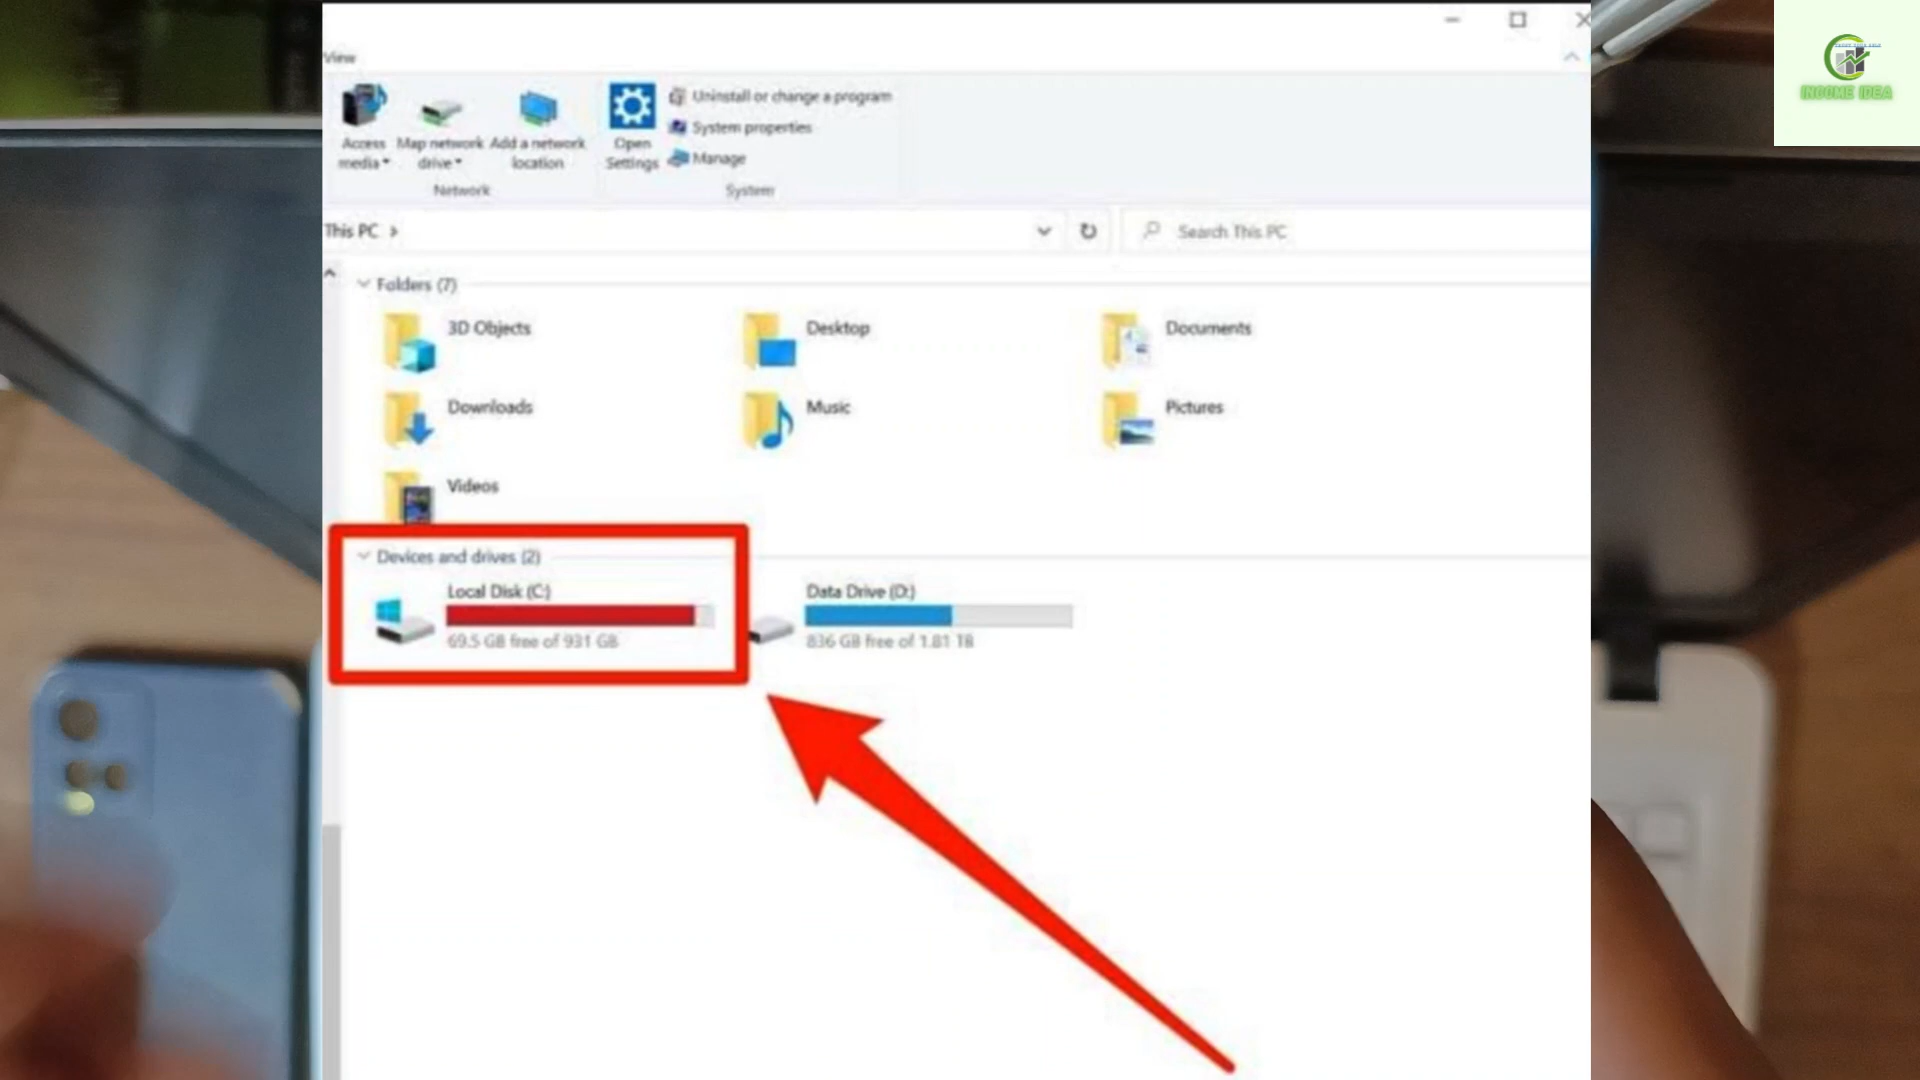 INCOME IDEA
View
Access media
Map network drive
Add a network location
Open Settings
Uninstall or change a program
System properties
Manage
Network
System
This PC
Search This PC
Folders (7)
3D Objects
Desktop
Documents
Downloads
Music
Pictures
Videos
Devices and drives (2)
Local Disk (C:)
69.5 GB free of 931 GB
Data Drive (D:)
836 GB free of 1.81 TB